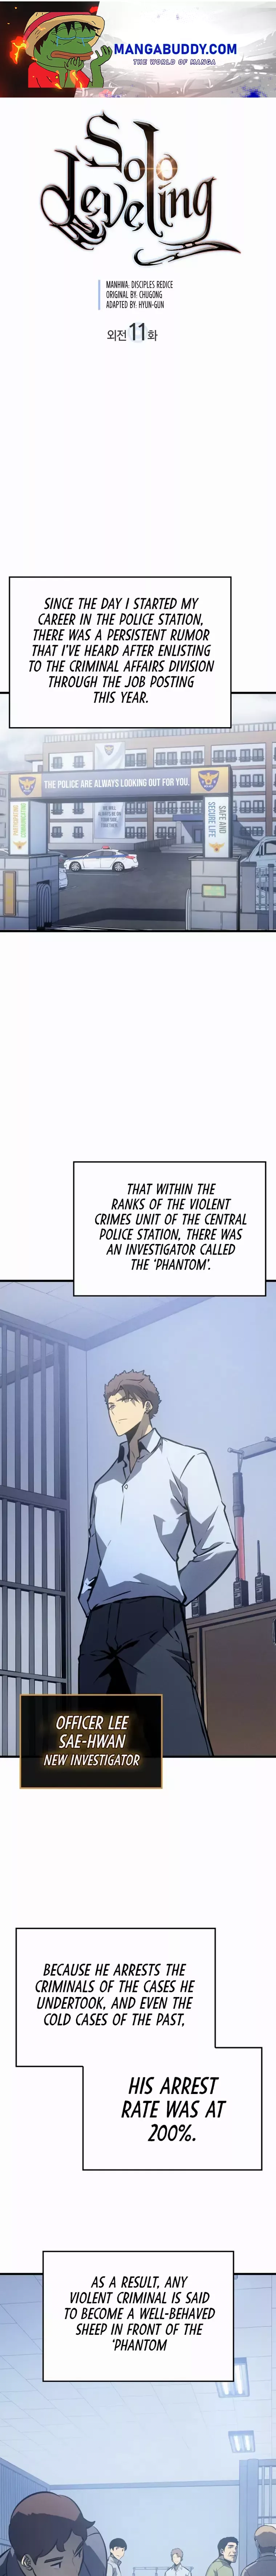 MANGABUDDY.COM
THE WORLD OF MANGA
Solo
Leveling
MANHWA: DISCIPLES REDICE
ORIGINAL BY: CHUGONG
ADAPTED BY: HYUN-GUN
외전 11화
SINCE THE DAY I STARTED MY
CAREER IN THE POLICE STATION,
THERE WAS A PERSISTENT RUMOR
THAT I'VE HEARD AFTER ENLISTING
TO THE CRIMINAL AFFAIRS DIVISION
THROUGH THE JOB POSTING
THIS YEAR.
THE POLICE ARE ALWAYS LOOKING OUT FOR YOU.
SAFE AND
SECURE LIFE
THAT WITHIN THE
RANKS OF THE VIOLENT
CRIMES UNIT OF THE CENTRAL
POLICE STATION, THERE WAS
AN INVESTIGATOR CALLED
THE 'PHANTOM'.
OFFICER LEE
SAE-HWAN
NEW INVESTIGATOR
BECAUSE HE ARRESTS THE
CRIMINALS OF THE CASES HE
UNDERTOOK, AND EVEN THE
COLD CASES OF THE PAST,
HIS ARREST
RATE WAS AT
200%.
AS A RESULT, ANY
VIOLENT CRIMINAL IS SAID
TO BECOME A WELL-BEHAVED
SHEEP IN FRONT OF THE
'PHANTOM